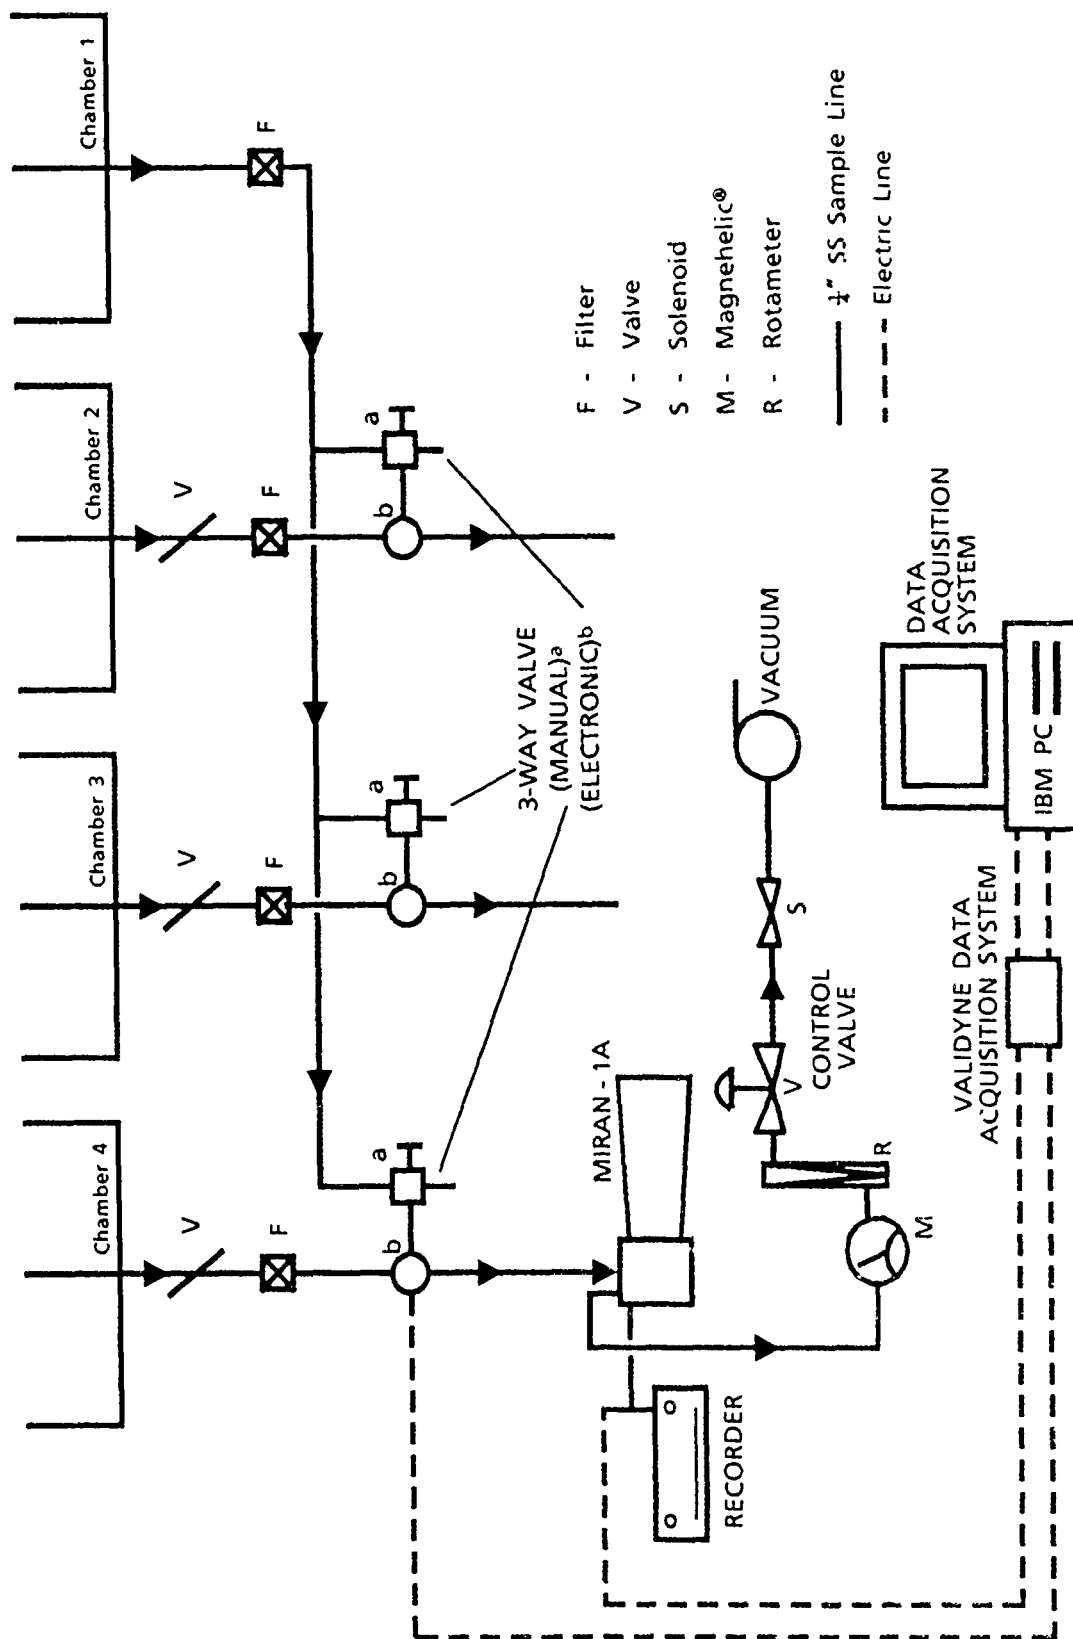 Chamber 4
Chamber 3
Chamber 2
Chamber 1
V
V
V
F
F
F
F
b
a
b
a
b
a
3-WAY VALVE
(MANUAL)a
(ELECTRONIC)b
F - Filter
V - Valve
S - Solenoid
M - Magnehelic®
R - Rotameter
¼" SS Sample Line
Electric Line
MIRAN - 1A
RECORDER
V
CONTROL
VALVE
S
VACUUM
R
M
VALIDYNE DATA
ACQUISITION SYSTEM
DATA
ACQUISITION
SYSTEM
IBM PC